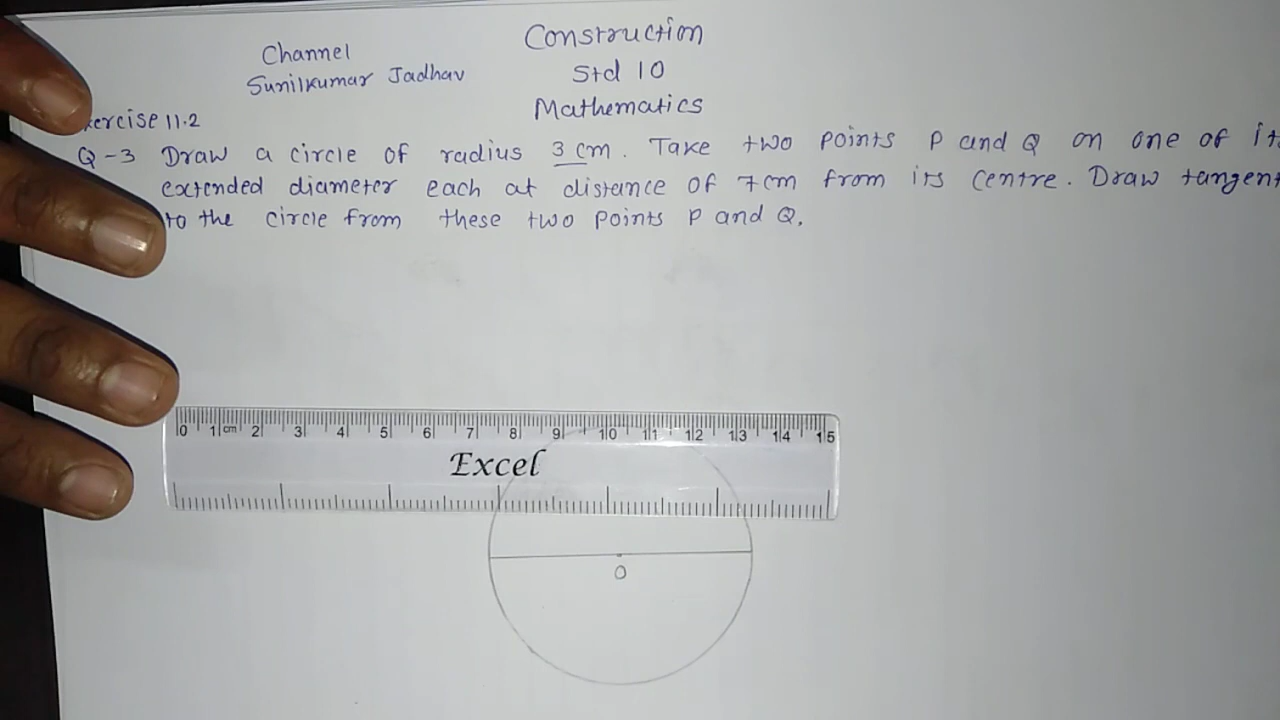 Construction
Channel
Sunilkumar Jadhav
Std 10
Mathematics
xercise 11.2
Q-3 Draw a circle of radius 3 cm. Take two points P and Q on one of
extended diameter each at distance of 7cm from its centre. Draw tangent
to the circle from these two points P and Q.
0 1 cm 2 3 4 5 6 7 8 9 10 11 12 13 14 15
Excel
O